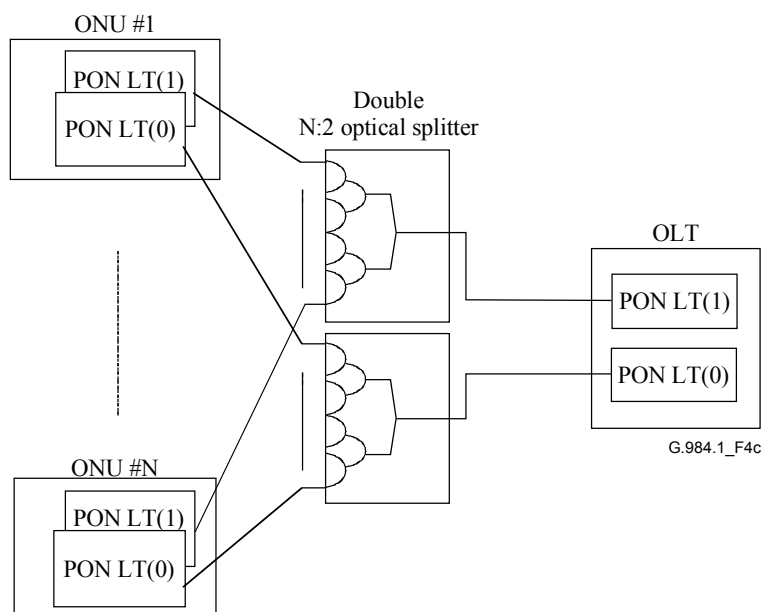 ONU #1
PON LT(1)
PON LT(0)
Double
N:2 optical splitter
OLT
PON LT(1)
PON LT(0)
G.984.1_F4c
ONU #N
PON LT(1)
PON LT(0)